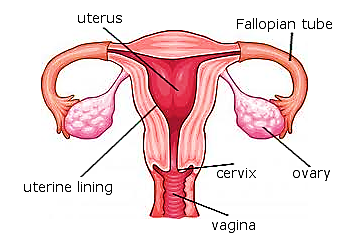 uterus
Fallopian tube
uterine lining
cervix
ovary
vagina